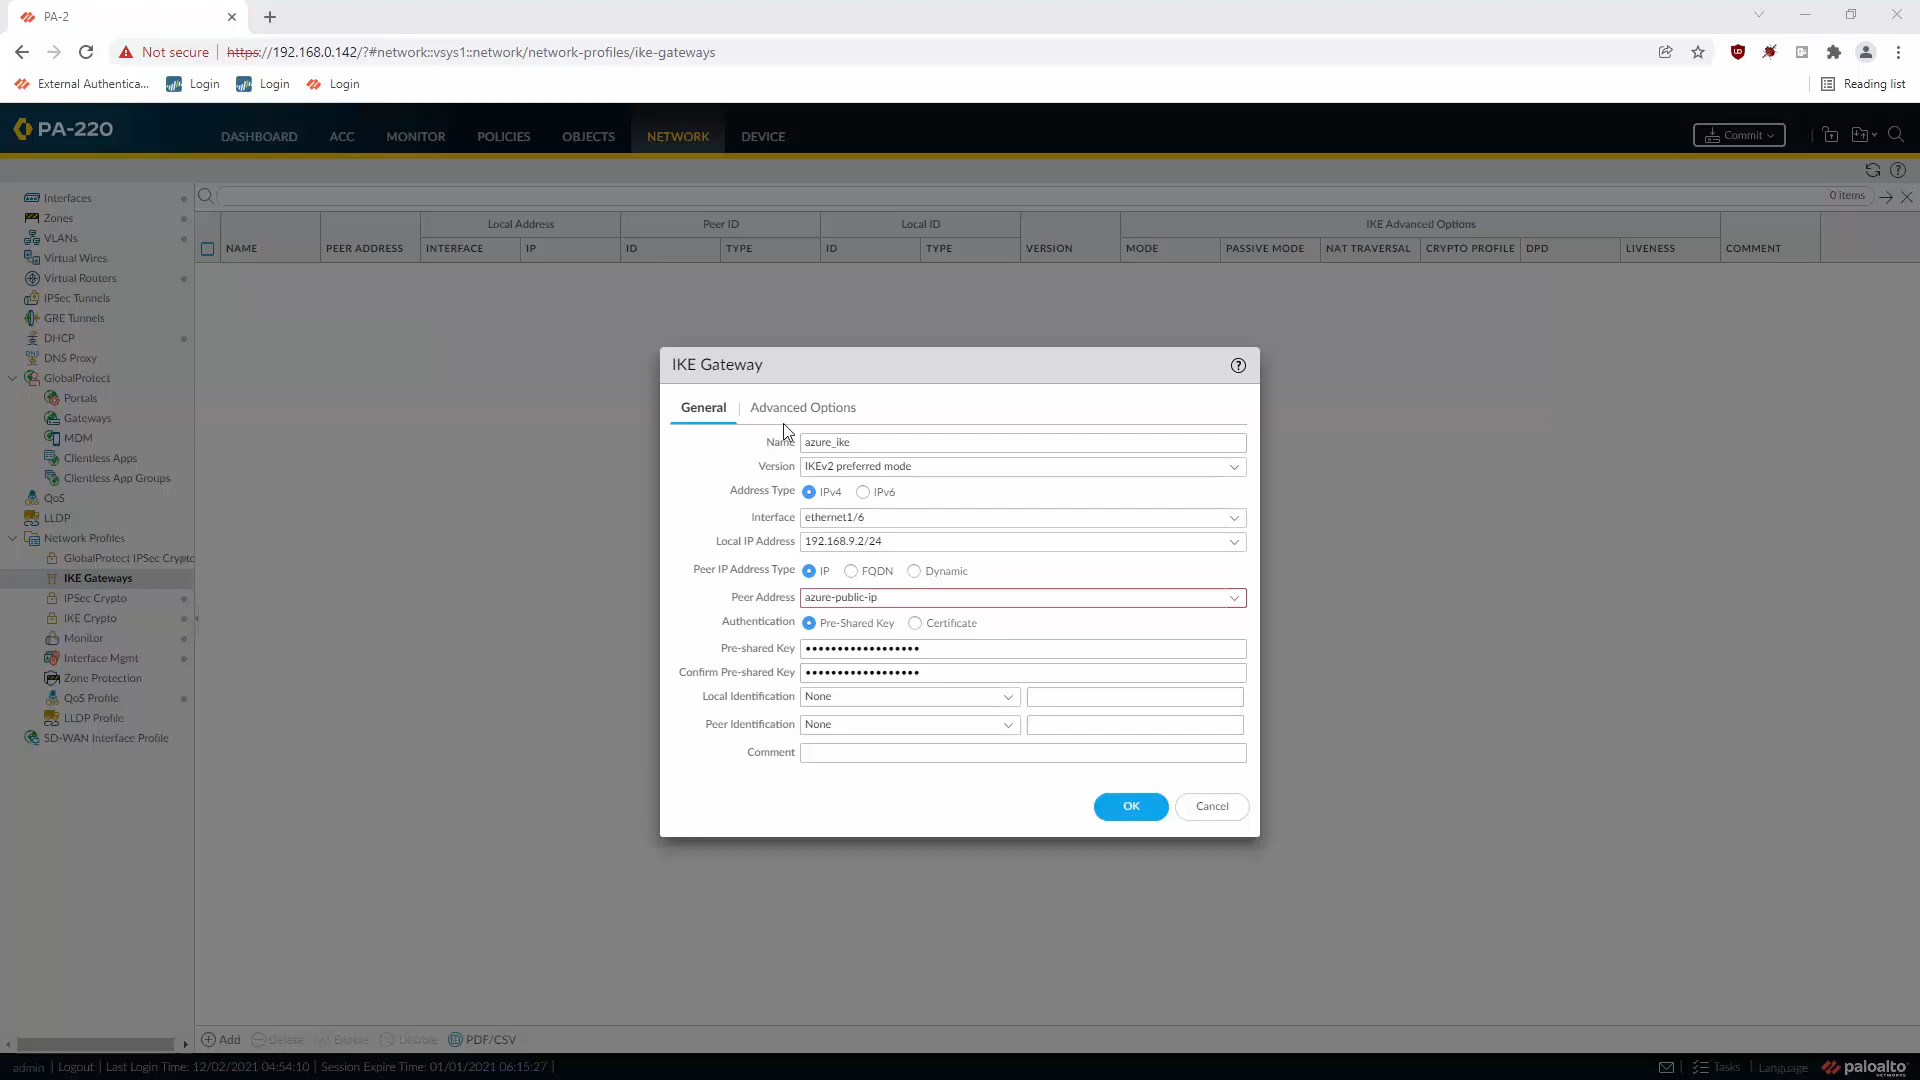 PA-2
Not secure
https://192.168.0.142/?#network::vsys1::network/network-profiles/ike-gateways
External Authentica...
Login
Login
Login
Reading list
PA-220
DASHBOARD
ACC
MONITOR
POLICIES
OBJECTS
NETWORK
DEVICE
Commit
Interfaces
Zones
VLANs
Virtual Wires
Virtual Routers
IPSec Tunnels
GRE Tunnels
DHCP
DNS Proxy
GlobalProtect
Portals
Gateways
MDM
Clientless Apps
Clientless App Groups
QoS
LLDP
Network Profiles
GlobalProtect IPSec Crypto
IKE Gateways
IPSec Crypto
IKE Crypto
Monitor
Interface Mgmt
Zone Protection
QoS Profile
LLDP Profile
SD-WAN Interface Profile
0 items
Local Address
Peer ID
Local ID
IKE Advanced Options
NAME
PEER ADDRESS
INTERFACE
IP
ID
TYPE
ID
TYPE
VERSION
MODE
PASSIVE MODE
NAT TRAVERSAL
CRYPTO PROFILE
DPD
LIVENESS
COMMENT
IKE Gateway
General
Advanced Options
Name azure_ike
Version IKEv2 preferred mode
Address Type IPv4 IPv6
Interface ethernet1/6
Local IP Address 192.168.9.2/24
Peer IP Address Type IP FQDN Dynamic
Peer Address azure-public-ip
Authentication Pre-Shared Key Certificate
Pre-shared Key ••••••••••••••••••
Confirm Pre-shared Key ••••••••••••••••••
Local Identification None
Peer Identification None
Comment
OK
Cancel
Add
Delete
Enable
Disable
PDF/CSV
admin | Logout | Last Login Time: 12/02/2021 04:54:10 | Session Expire Time: 01/01/2021 06:15:27 |
Tasks
Language
paloalto
NETWORKS